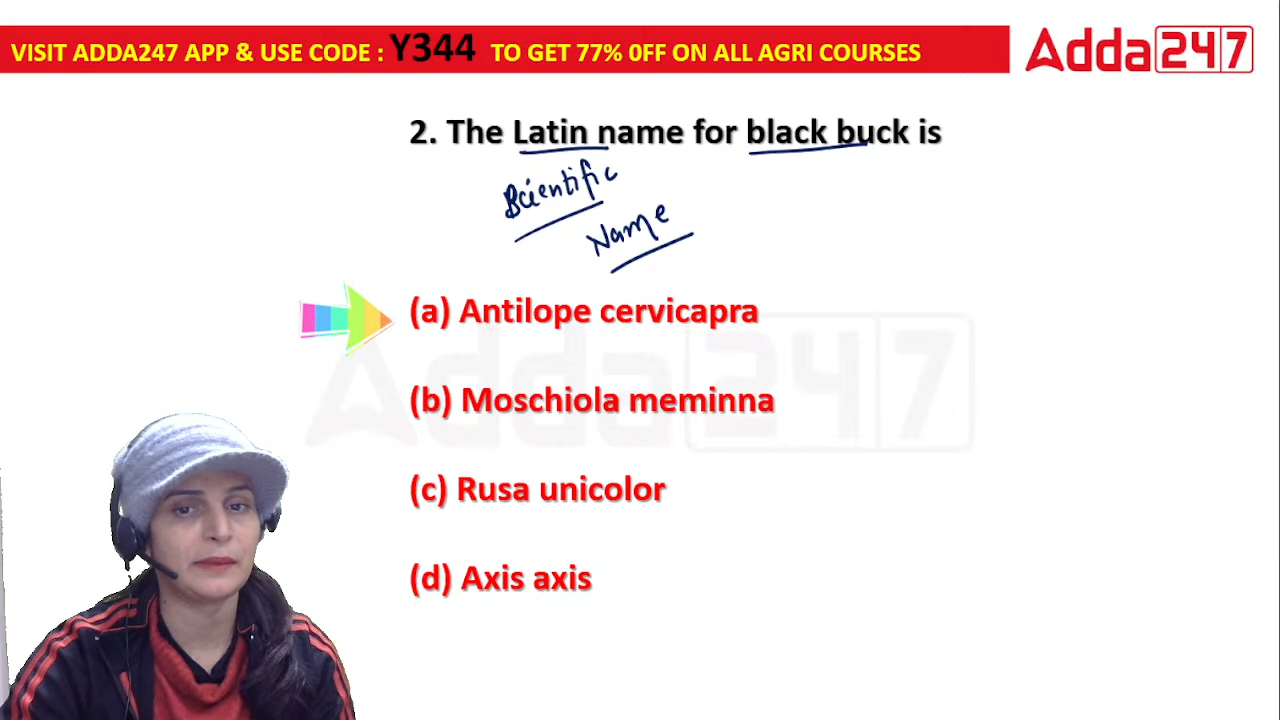 VISIT ADDA247 APP & USE CODE : Y344 TO GET 77% 0FF ON ALL AGRI COURSES
Adda247
2. The Latin name for black buck is
Scientific
Name
(a) Antilope cervicapra
(b) Moschiola meminna
(c) Rusa unicolor
(d) Axis axis
Adda247